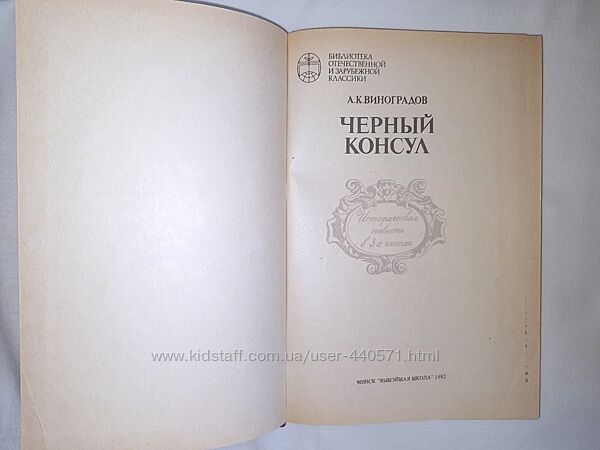 БИБЛИОТЕКА
ОТЕЧЕСТВЕННОЙ
И ЗАРУБЕЖНОЙ
КЛАССИКИ
А.К.ВИНОГРАДОВ
ЧЕРНЫЙ
КОНСУЛ
Историческая
повесть
в 3-х частях
www.kidstaff.com.ua/user-440571.html
МИНСК "ВЫШЭЙШАЯ ШКОЛА" 1982